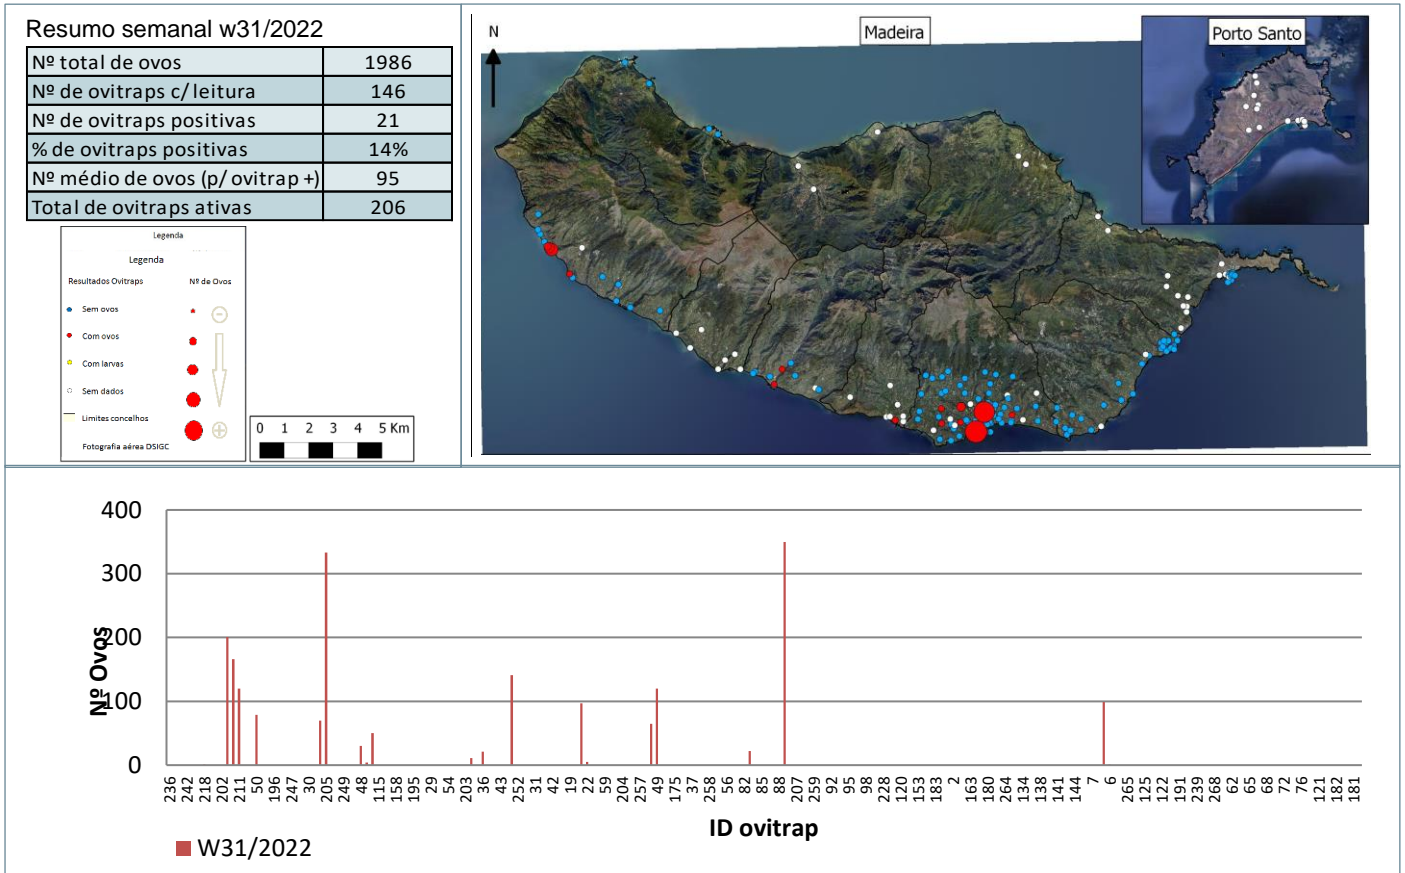 Resumo semanal w31/2022
Nº total de ovos 1986
Nº de ovitraps c/ leitura 146
Nº de ovitraps positivas 21
% de ovitraps positivas 14%
Nº médio de ovos (p/ ovitrap +) 95
Total de ovitraps ativas 206
Legenda
Legenda
Resultados Ovitraps Nº de Ovos
Sem ovos
Com ovos
Com larvas
Sem dados
Limites concelhos
Fotografia aérea DSIGC
0 1 2 3 4 5 Km
N
Madeira
Porto Santo
Nº Ovos
400
300
200
100
0
236 242 218 202 211 50 196 247 30 205 249 48 115 158 195 29 54 203 36 43 252 31 42 19 22 59 204 257 49 175 37 258 56 82 85 88 207 259 92 95 98 228 120 153 183 2 163 180 264 134 138 141 144 7 6 265 125 122 191 239 268 62 65 68 72 76 121 182 181
ID ovitrap
W31/2022